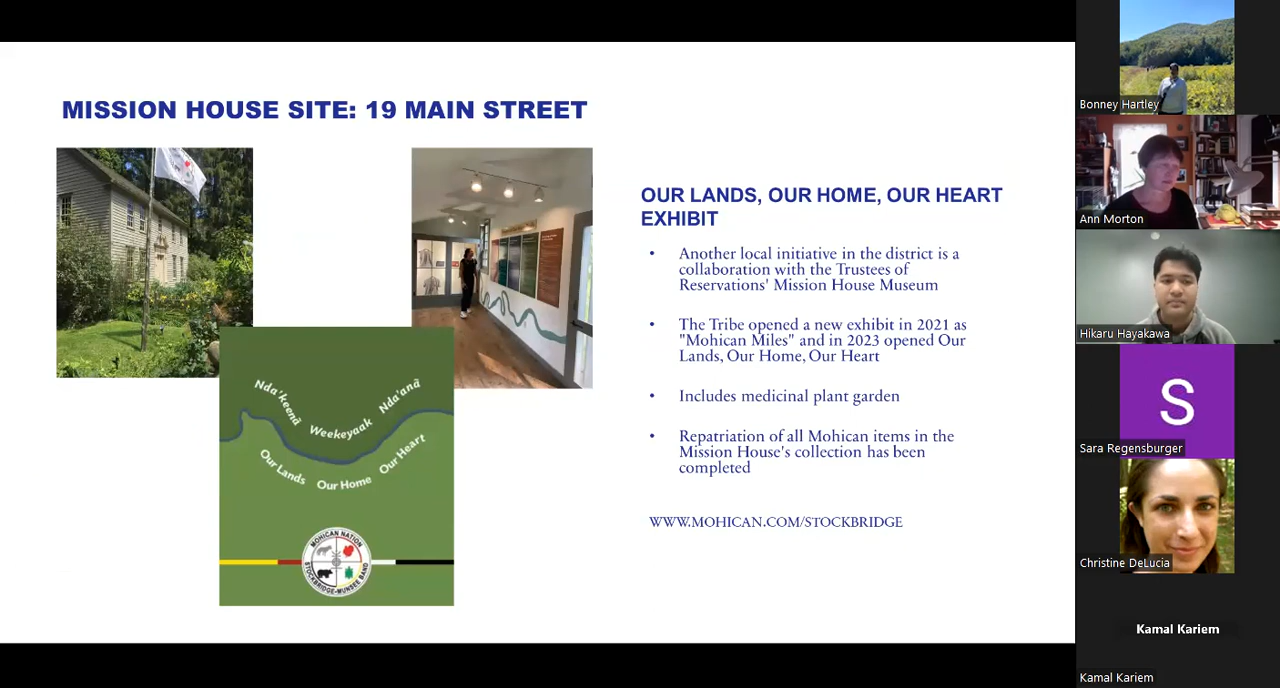 MISSION HOUSE SITE: 19 MAIN STREET
Nda'keenã Weekeyaak Nda'anã
Our Lands Our Home Our Heart
MOHICAN NATION
STOCKBRIDGE-MUNSEE BAND
OUR LANDS, OUR HOME, OUR HEART
EXHIBIT
• Another local initiative in the district is a
collaboration with the Trustees of
Reservations' Mission House Museum
• The Tribe opened a new exhibit in 2021 as
"Mohican Miles" and in 2023 opened Our
Lands, Our Home, Our Heart
• Includes medicinal plant garden
• Repatriation of all Mohican items in the
Mission House's collection has been
completed
WWW.MOHICAN.COM/STOCKBRIDGE
Bonney Hartley
Ann Morton
Hikaru Hayakawa
S
Sara Regensburger
Christine DeLucia
Kamal Kariem
Kamal Kariem